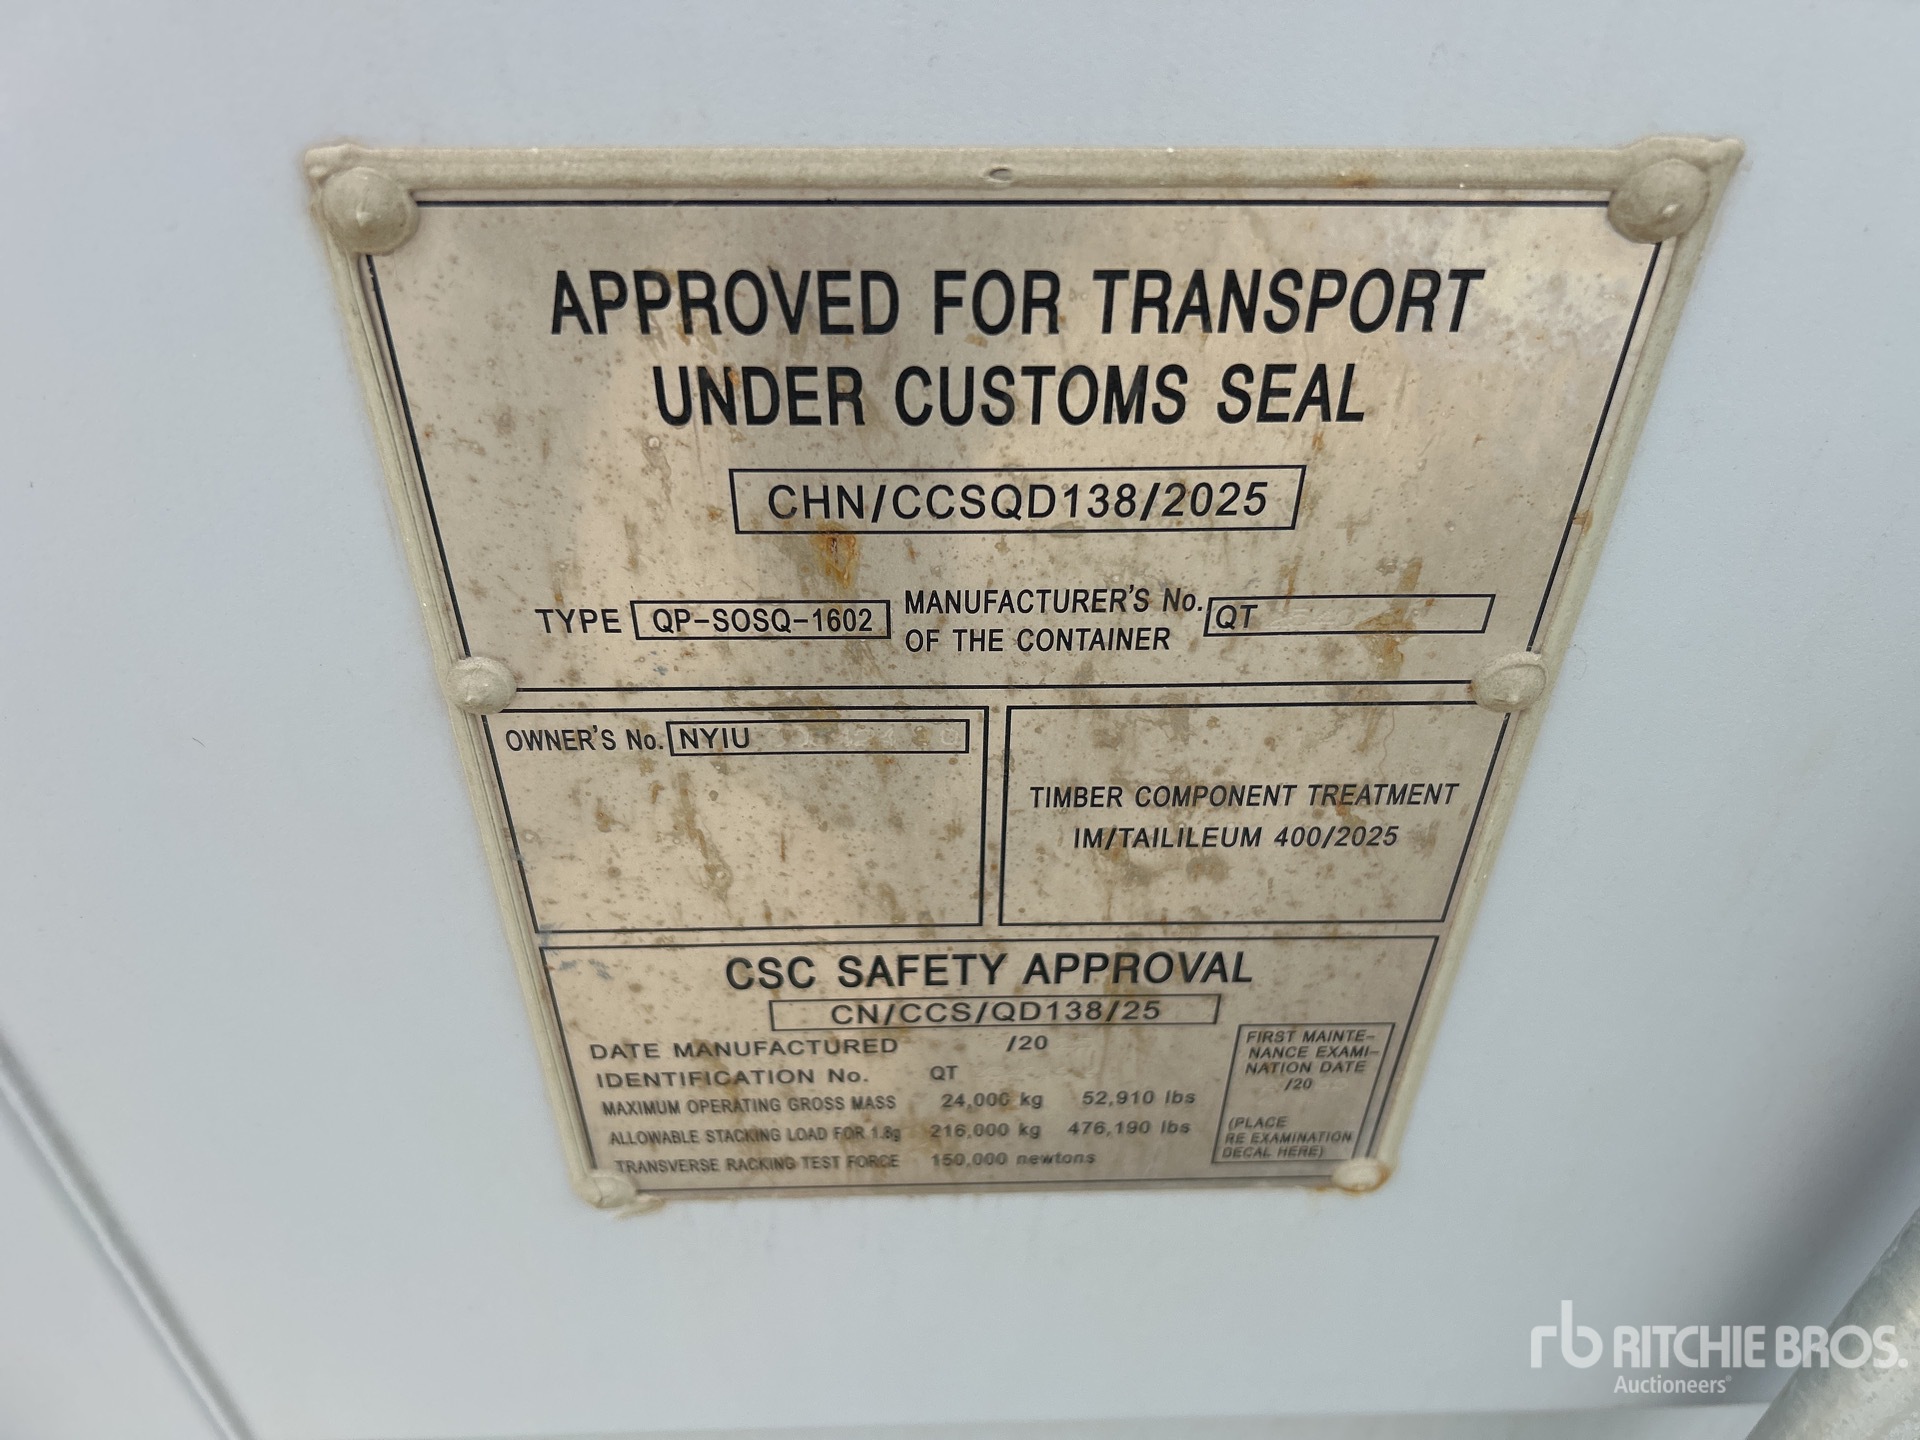 APPROVED FOR TRANSPORT
UNDER CUSTOMS SEAL
CHN/CCSQD138/2025
TYPE QP-SOSQ-1602 MANUFACTURER'S No. QT
OF THE CONTAINER
OWNER'S No. NYIU
TIMBER COMPONENT TREATMENT
IM/TAILILEUM 400/2025
CSC SAFETY APPROVAL
CN/CCS/QD138/25
DATE MANUFACTURED /20
IDENTIFICATION No. QT
MAXIMUM OPERATING GROSS MASS 24,000 kg 52,910 lbs
ALLOWABLE STACKING LOAD FOR 1.8g 216,000 kg 476,190 lbs
TRANSVERSE RACKING TEST FORCE 150,000 newtons
FIRST MAINTE-
NANCE EXAMI-
NATION DATE
/20
(PLACE
RE EXAMINATION
DECAL HERE)
rb RITCHIE BROS.
Auctioneers